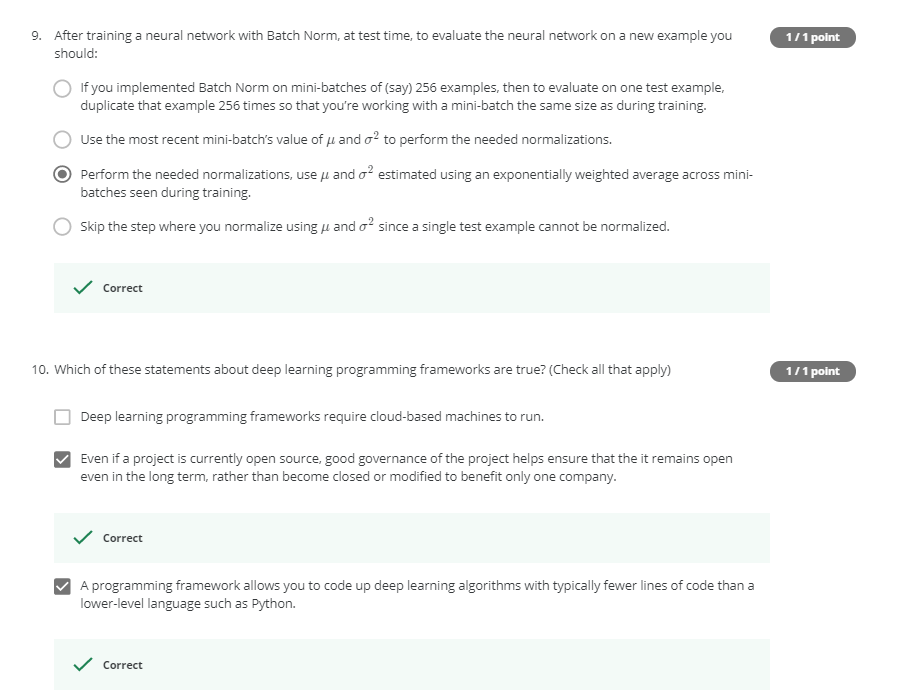 9. After training a neural network with Batch Norm, at test time, to evaluate the neural network on a new example you
should:
1 / 1 point
If you implemented Batch Norm on mini-batches of (say) 256 examples, then to evaluate on one test example,
duplicate that example 256 times so that you're working with a mini-batch the same size as during training.
Use the most recent mini-batch's value of μ and σ² to perform the needed normalizations.
Perform the needed normalizations, use μ and σ² estimated using an exponentially weighted average across mini-
batches seen during training.
Skip the step where you normalize using μ and σ² since a single test example cannot be normalized.
Correct
10. Which of these statements about deep learning programming frameworks are true? (Check all that apply)
1 / 1 point
Deep learning programming frameworks require cloud-based machines to run.
Even if a project is currently open source, good governance of the project helps ensure that the it remains open
even in the long term, rather than become closed or modified to benefit only one company.
Correct
A programming framework allows you to code up deep learning algorithms with typically fewer lines of code than a
lower-level language such as Python.
Correct